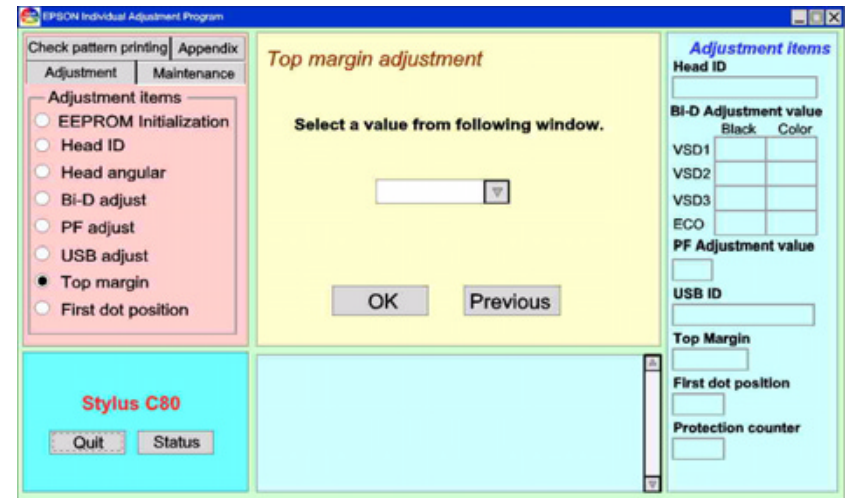 EPSON Individual Adjustment Program
Check pattern printing Appendix
Adjustment Maintenance
Adjustment items
EEPROM Initialization
Head ID
Head angular
Bi-D adjust
PF adjust
USB adjust
Top margin
First dot position
Top margin adjustment
Select a value from following window.
OK Previous
Stylus C80
Quit Status
Adjustment items
Head ID
Bi-D Adjustment value
Black Color
VSD1
VSD2
VSD3
ECO
PF Adjustment value
USB ID
Top Margin
First dot position
Protection counter